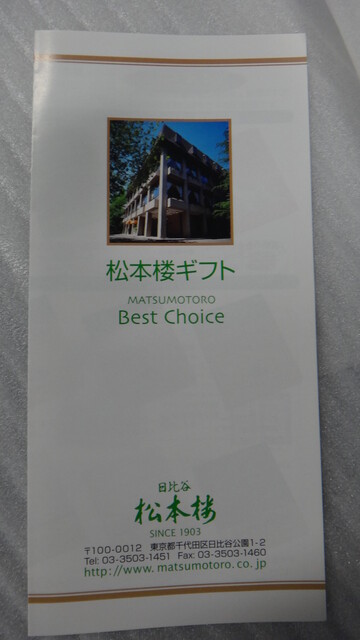 松本楼ギフト
MATSUMOTORO
Best Choice
日比谷
松本楼
SINCE 1903
〒100-0012 東京都千代田区日比谷公園1-2
Tel: 03-3503-1451 Fax: 03-3503-1460
http://www.matsumotoro.co.jp